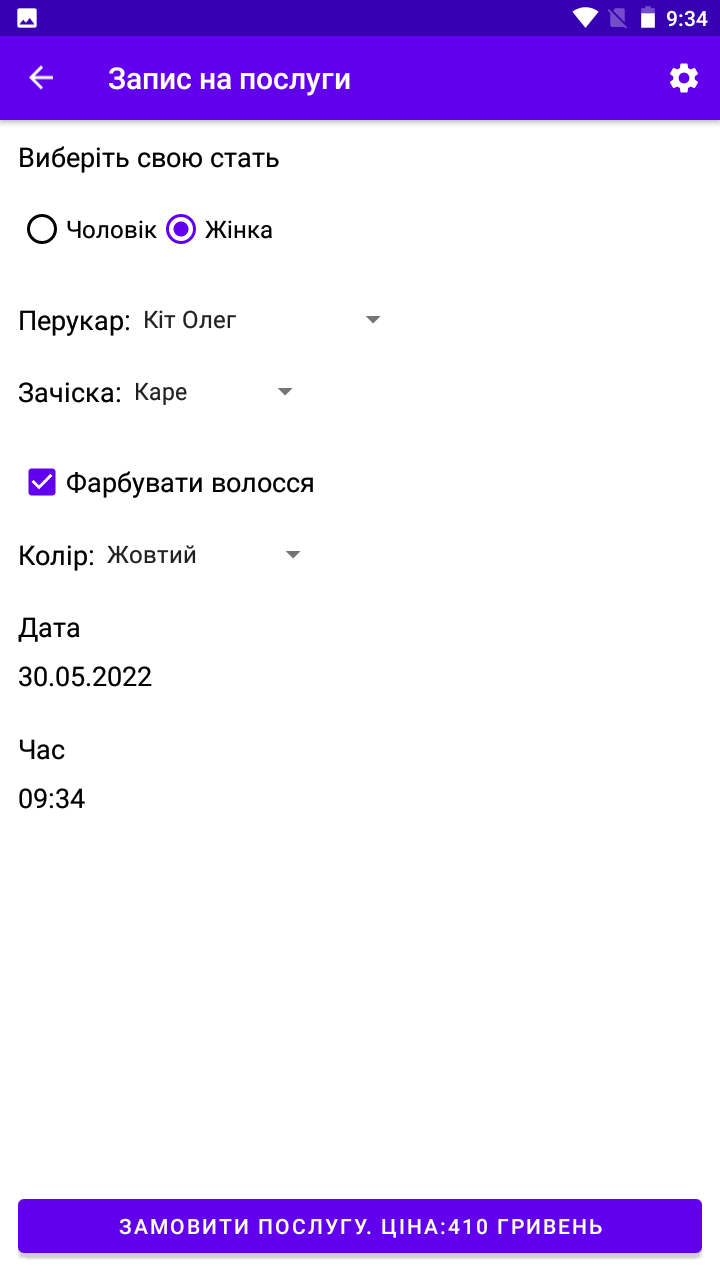 9:34
Запис на послуги
Виберіть свою стать
Чоловік Жінка
Перукар: Кіт Олег
Зачіска: Каре
Фарбувати волосся
Колір: Жовтий
Дата
30.05.2022
Час
09:34
ЗАМОВИТИ ПОСЛУГУ. ЦІНА:410 ГРИВЕНЬ